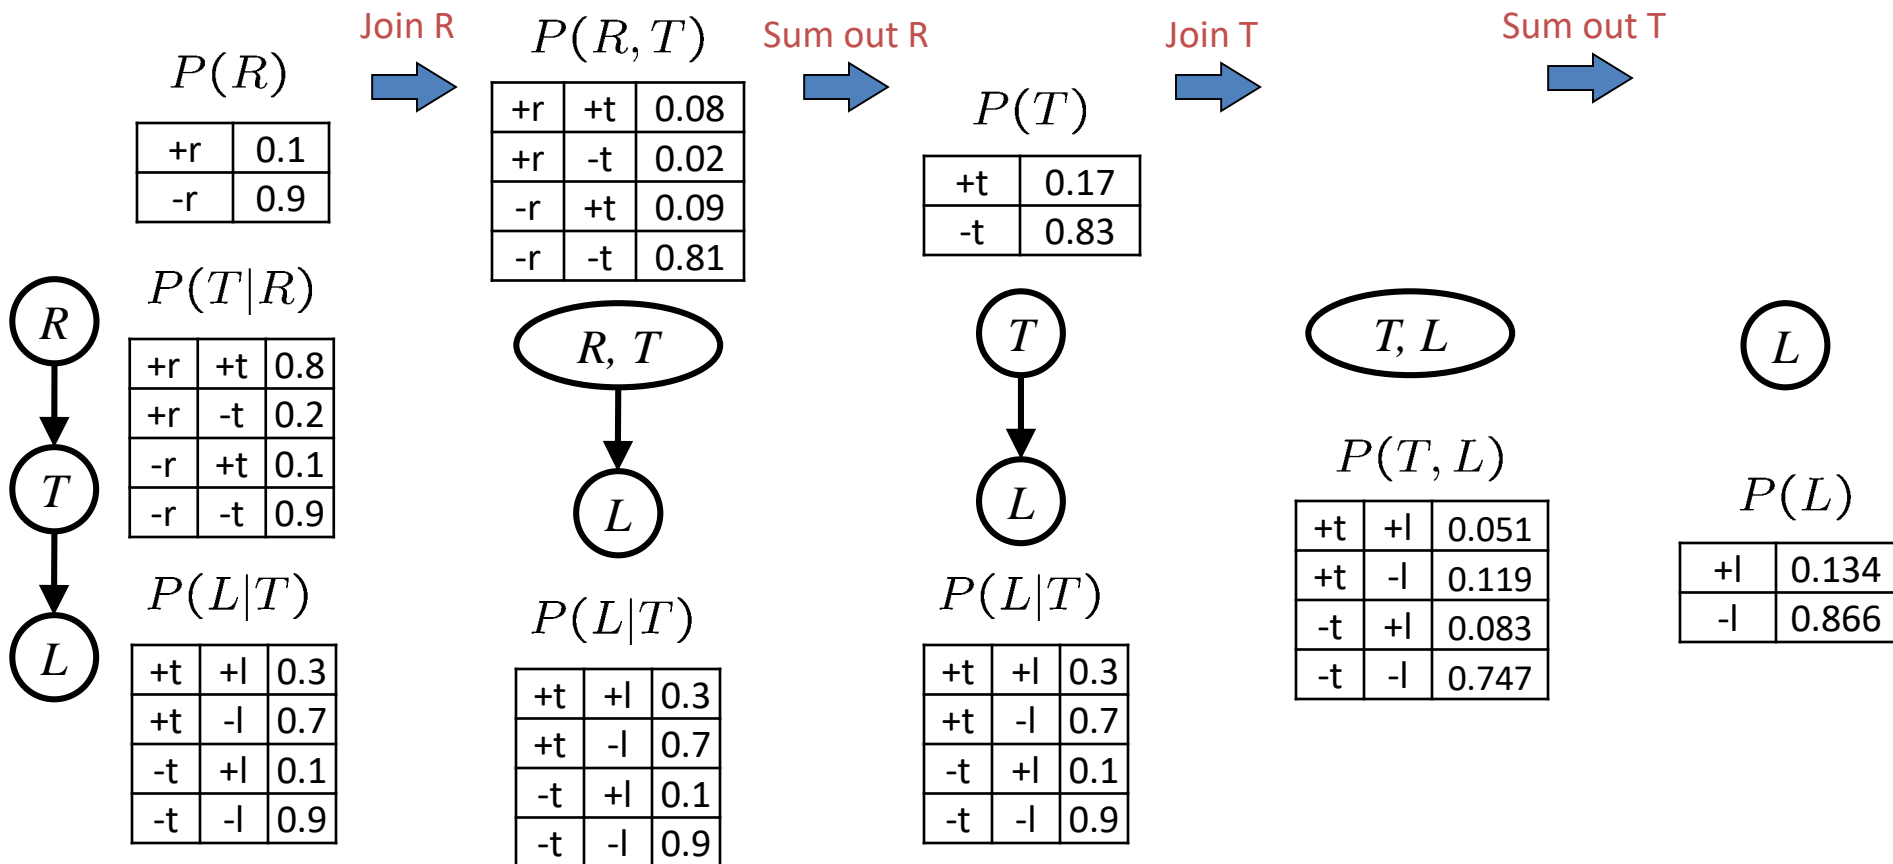 Join R
Sum out R
Join T
Sum out T
P(R)
+r 0.1
-r 0.9
P(T|R)
+r +t 0.8
+r -t 0.2
-r +t 0.1
-r -t 0.9
P(L|T)
+t +l 0.3
+t -l 0.7
-t +l 0.1
-t -l 0.9
R
T
L
P(R, T)
+r +t 0.08
+r -t 0.02
-r +t 0.09
-r -t 0.81
R, T
L
P(L|T)
+t +l 0.3
+t -l 0.7
-t +l 0.1
-t -l 0.9
P(T)
+t 0.17
-t 0.83
T
L
P(L|T)
+t +l 0.3
+t -l 0.7
-t +l 0.1
-t -l 0.9
T, L
P(T, L)
+t +l 0.051
+t -l 0.119
-t +l 0.083
-t -l 0.747
L
P(L)
+l 0.134
-l 0.866